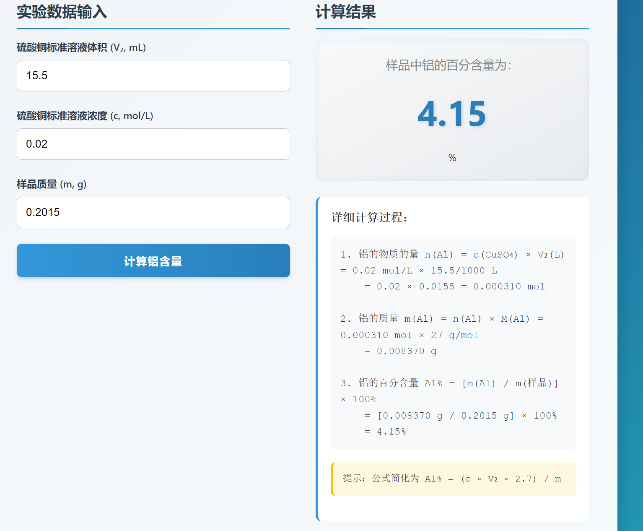 实验数据输入
硫酸铜标准溶液体积 (V₂, mL)
15.5
硫酸铜标准溶液浓度 (c, mol/L)
0.02
样品质量 (m, g)
0.2015
计算铝含量
计算结果
样品中铝的百分含量为：
4.15
%
详细计算过程：
1. 铝的物质的量 n(Al) = c(CuSO₄) × V₂(L)
= 0.02 mol/L × 15.5/1000 L
= 0.02 × 0.0155 = 0.000310 mol
2. 铝的质量 m(Al) = n(Al) × M(Al) =
0.000310 mol × 27 g/mol
= 0.008370 g
3. 铝的百分含量 Al% = [m(Al) / m(样品)]
× 100%
= [0.008370 g / 0.2015 g] × 100%
= 4.15%
提示：公式简化为 Al% = (c × V₂ × 2.7) / m